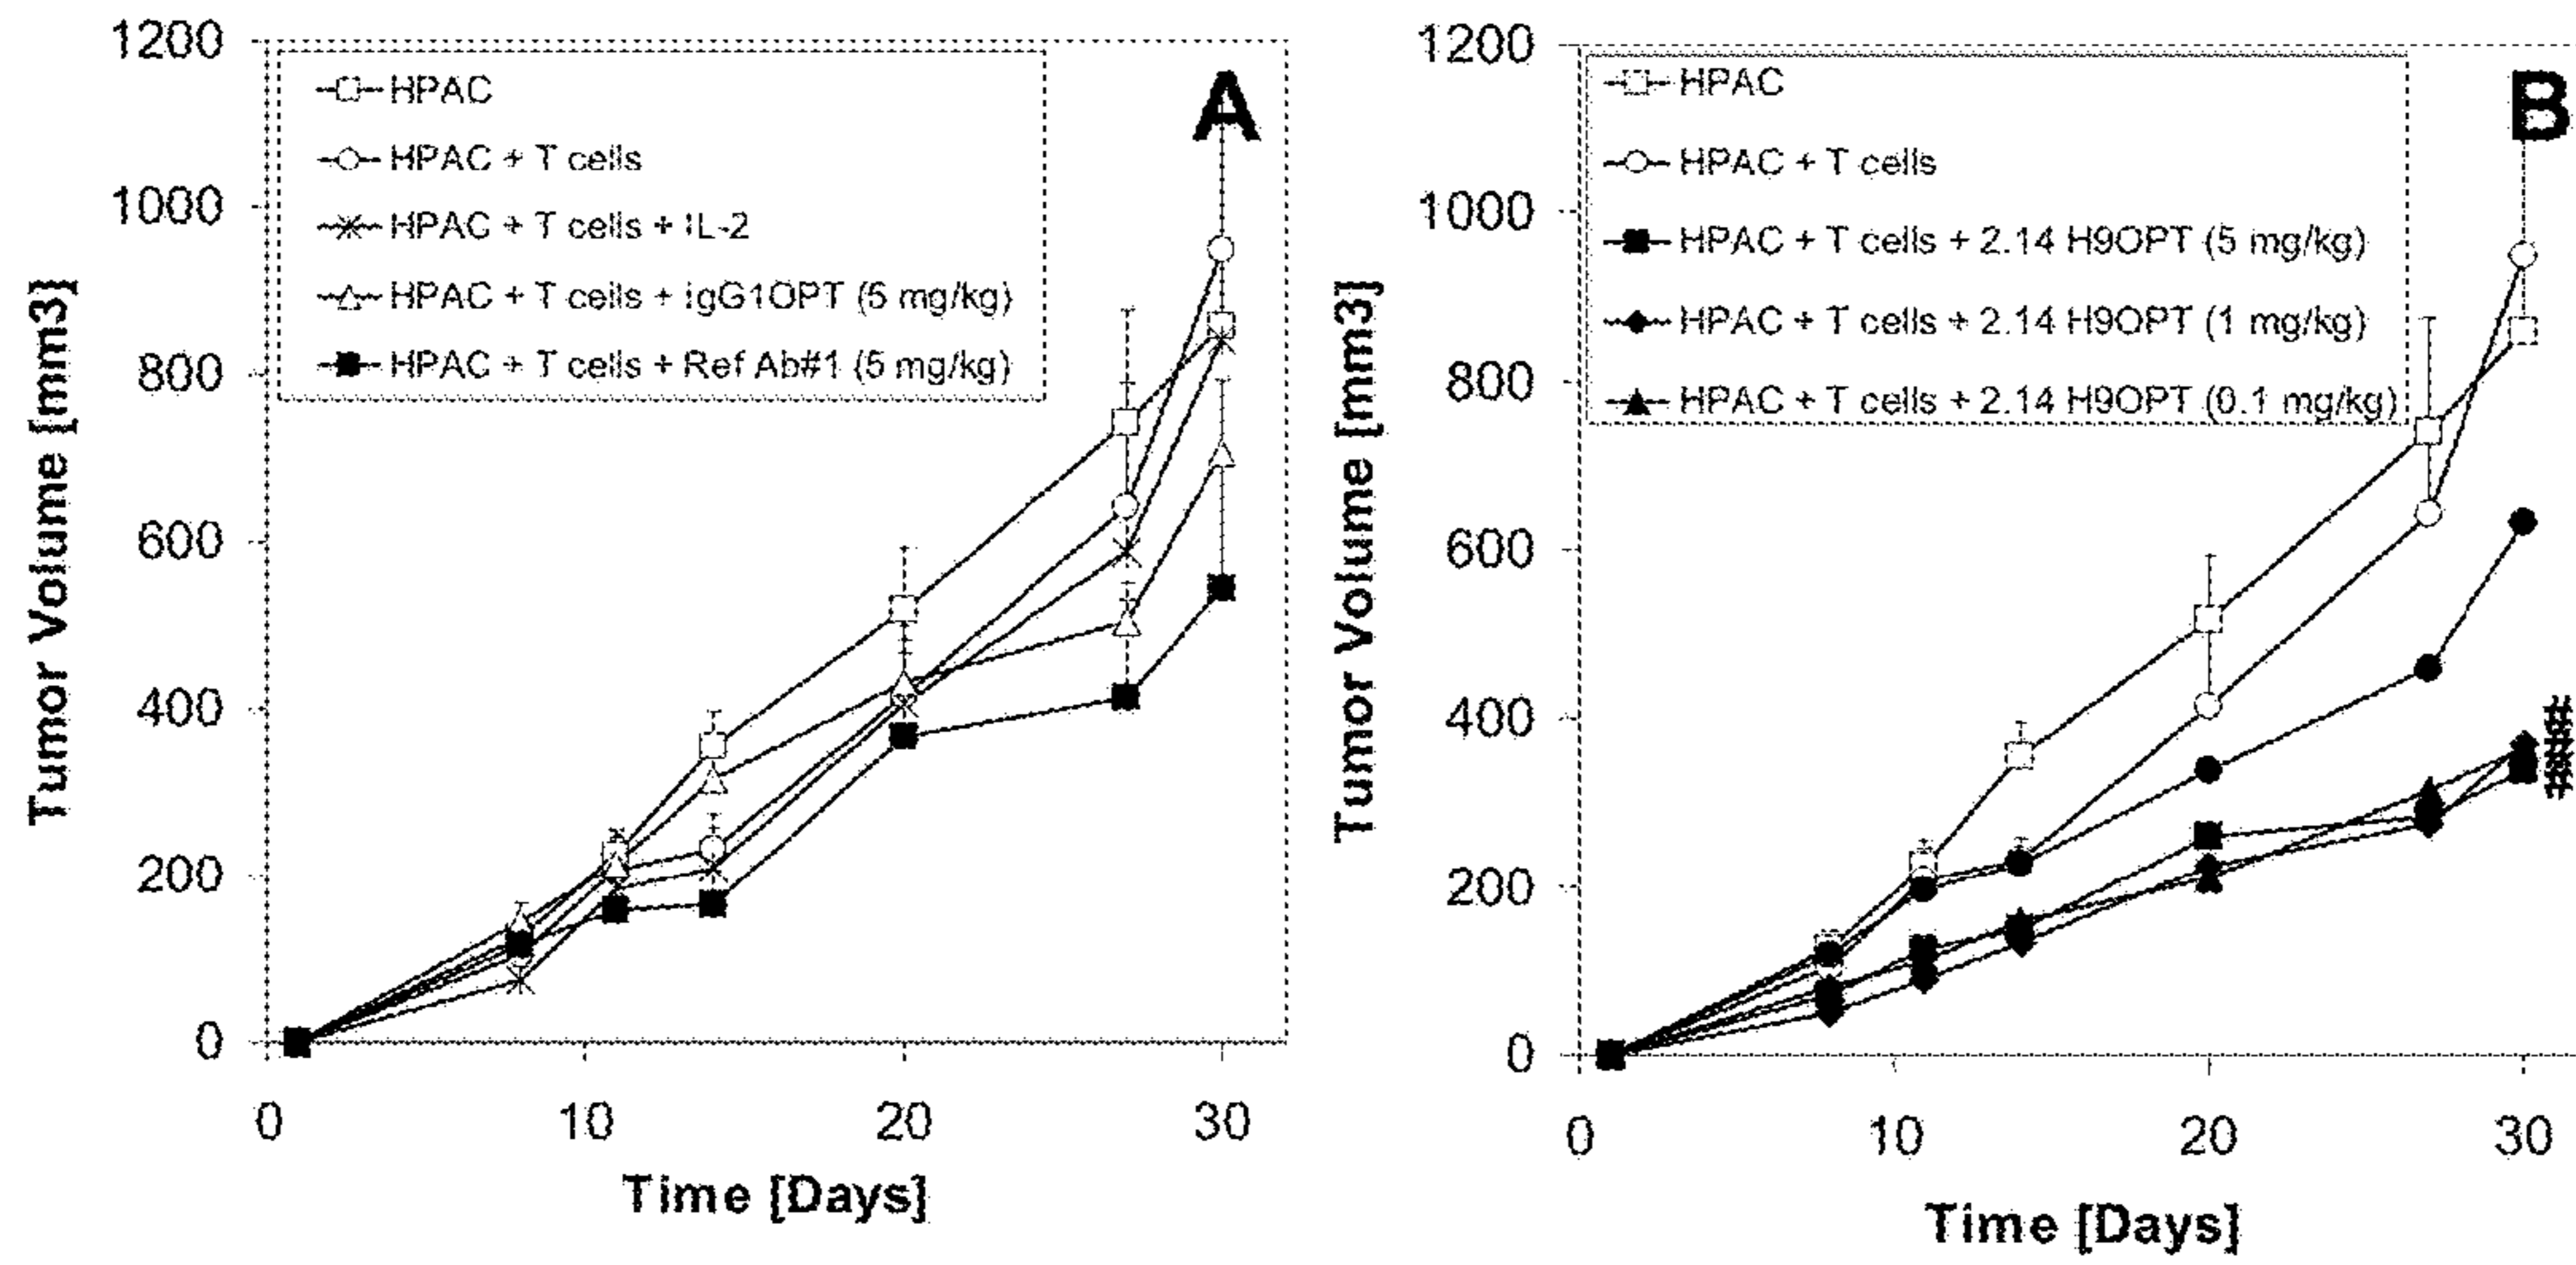 A
1200
1000
800
600
400
200
0
Tumor Volume [mm3]
HPAC
HPAC + T cells
HPAC + T cells + IL-2
HPAC + T cells + IgG1OPT (5 mg/kg)
HPAC + T cells + Ref Ab#1 (5 mg/kg)
0 10 20 30
Time [Days]
B
1200
1000
800
600
400
200
0
Tumor Volume [mm3]
HPAC
HPAC + T cells
HPAC + T cells + 2.14 H9OPT (5 mg/kg)
HPAC + T cells + 2.14 H9OPT (1 mg/kg)
HPAC + T cells + 2.14 H9OPT (0.1 mg/kg)
0 10 20 30
Time [Days]